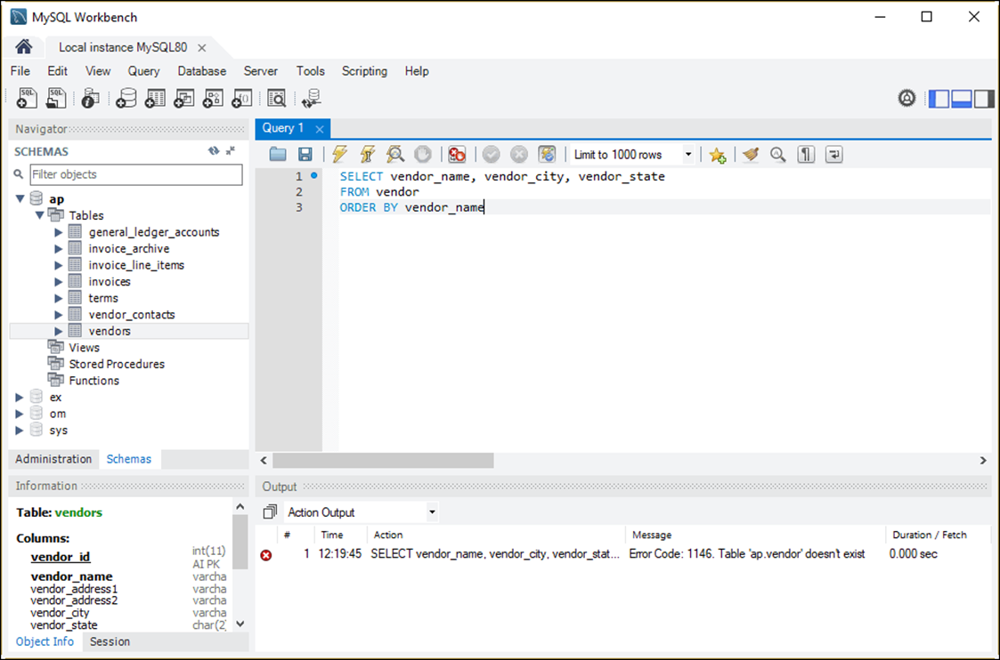 MySQL Workbench
Local instance MySQL80
File Edit View Query Database Server Tools Scripting Help
Navigator
SCHEMAS
Filter objects
ap
Tables
general_ledger_accounts
invoice_archive
invoice_line_items
invoices
terms
vendor_contacts
vendors
Views
Stored Procedures
Functions
ex
om
sys
Administration Schemas
Information
Table: vendors
Columns:
vendor_id int(11) AI PK
vendor_name varcha
vendor_address1 varcha
vendor_address2 varcha
vendor_city varcha
vendor_state char(2)
Object Info Session
Query 1
Limit to 1000 rows
1 SELECT vendor_name, vendor_city, vendor_state
2 FROM vendor
3 ORDER BY vendor_name
Output
Action Output
# Time Action Message Duration / Fetch
1 12:19:45 SELECT vendor_name, vendor_city, vendor_stat... Error Code: 1146. Table 'ap.vendor' doesn't exist 0.000 sec